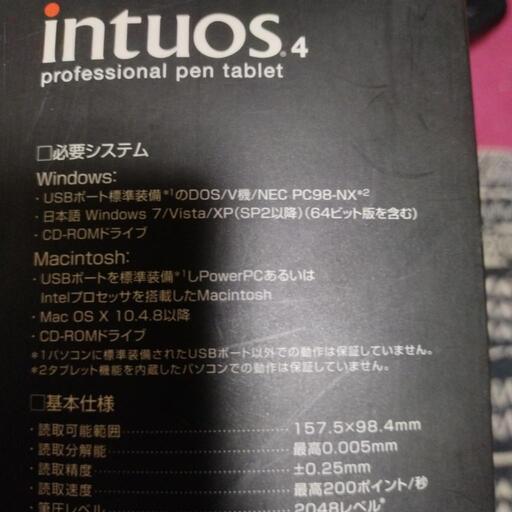 intuos®4
professional pen tablet
□必要システム
Windows:
・USBポート標準装備*1のDOS/V機/NEC PC98-NX*2
・日本語 Windows 7/Vista/XP(SP2以降)(64ビット版を含む)
・CD-ROMドライブ
Macintosh:
・USBポートを標準装備*1しPowerPCあるいは
Intelプロセッサを搭載したMacintosh
・Mac OS X 10.4.8以降
・CD-ROMドライブ
*1パソコンに標準装備されたUSBポート以外での動作は保証していません。
*2タブレット機能を内蔵したパソコンでの動作は保証していません。
□基本仕様
・読取可能範囲 157.5×98.4mm
・読取分解能 最高0.005mm
・読取精度 ±0.25mm
・読取速度 最高200ポイント/秒
・筆圧レベル 2048レベル*